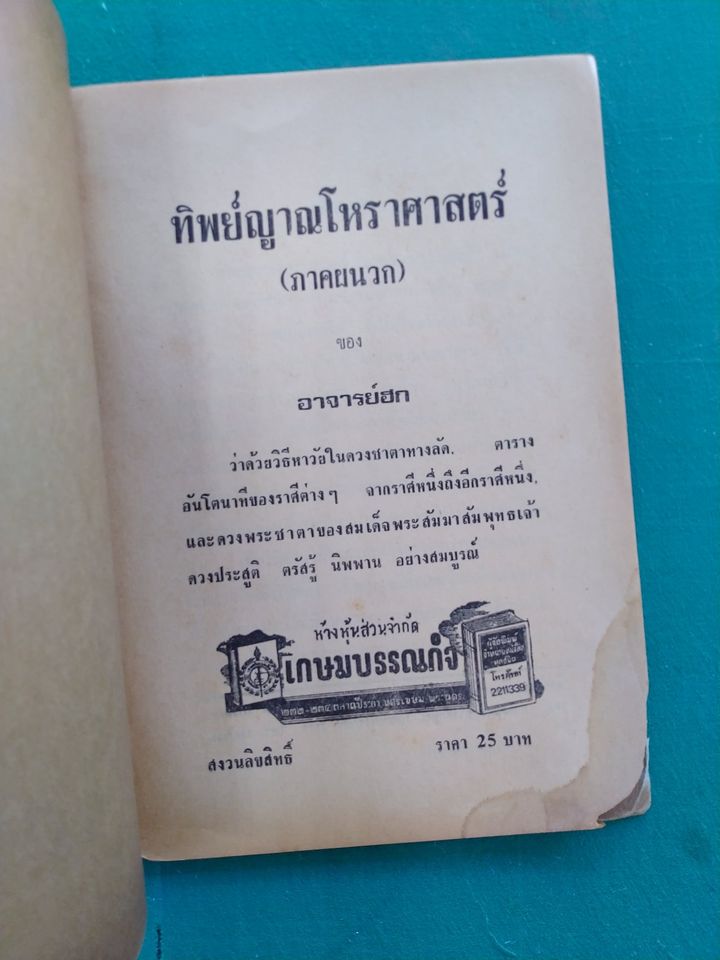 ทิพย์ญาณโหราศาสตร์
(ภาคผนวก)
ของ
อาจารย์ฮก
ว่าด้วยวิธีหาวัยในดวงชาตาทางลัด, ตาราง
อันโตนาทีของราศีต่าง ๆ จากราศีหนึ่งถึงอีกราศีหนึ่ง,
และดวงพระชาตาของสมเด็จพระสัมมาสัมพุทธเจ้า
ดวงประสูติ ตรัสรู้ นิพพาน อย่างสมบูรณ์
ห้างหุ้นส่วนจำกัด
เกษมบรรณกิจ
โทรศัพท์
2211339
๒๓๒-๒๓๔
สงวนลิขสิทธิ์ ราคา 25 บาท